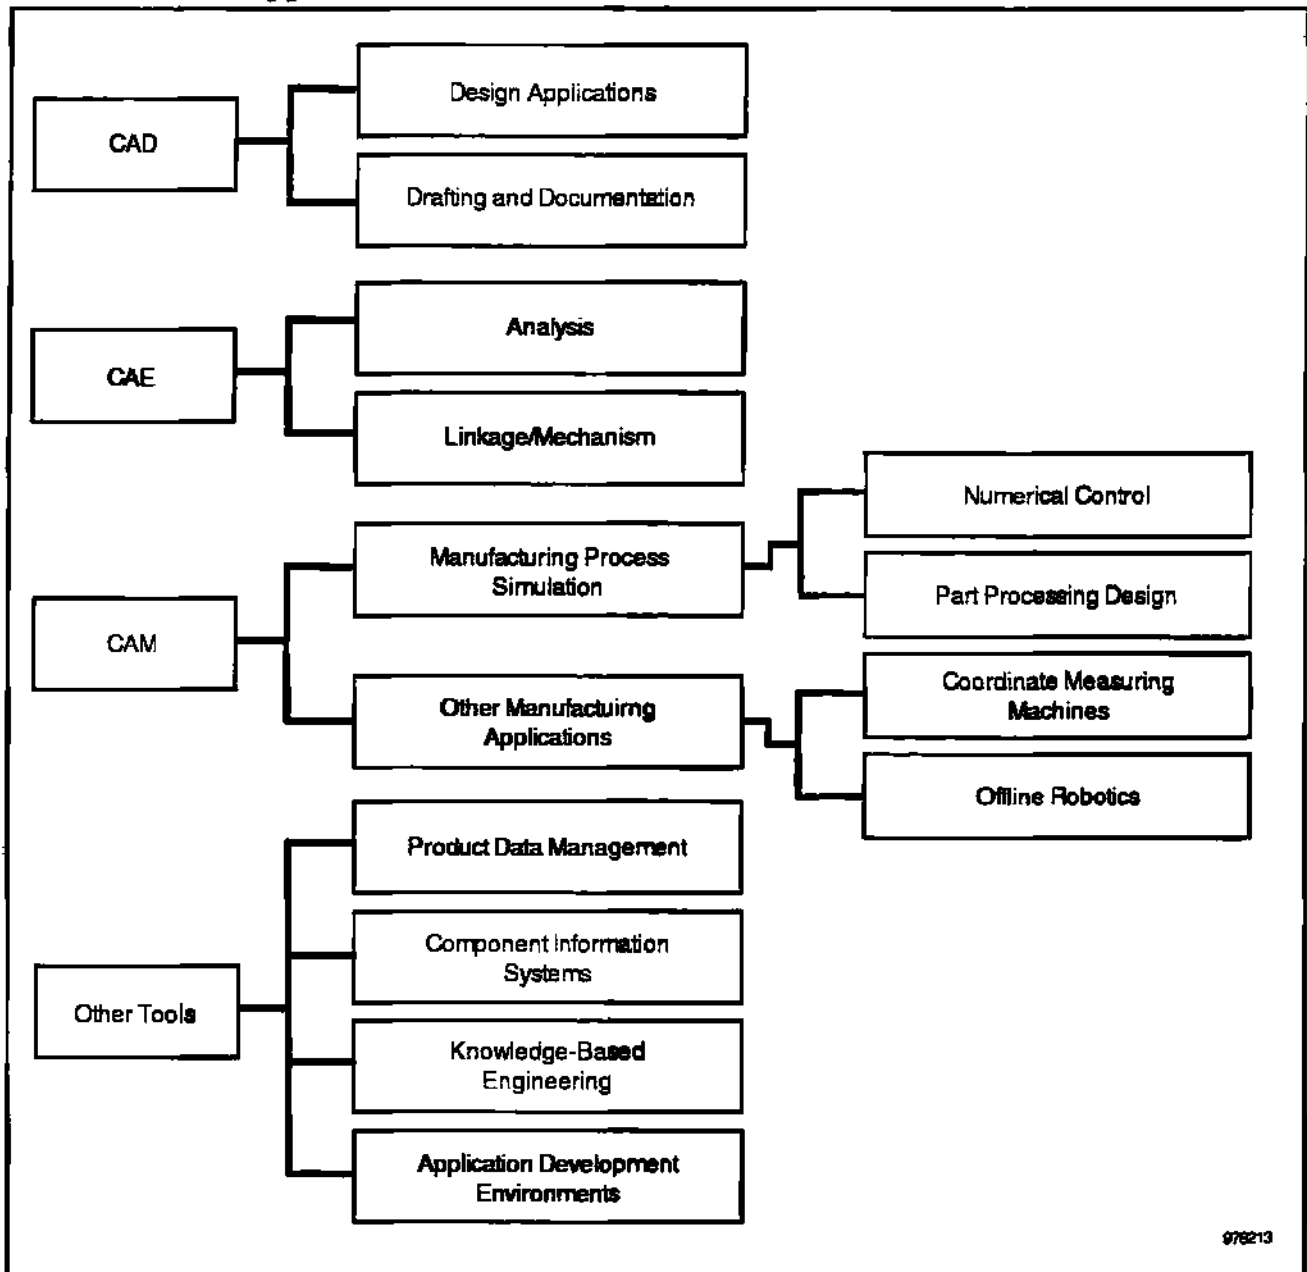 CAD
Design Applications
Drafting and Documentation
CAE
Analysis
Linkage/Mechanism
CAM
Manufacturing Process
Simulation
Numerical Control
Part Processing Design
Other Manufactuirng
Applications
Coordinate Measuring
Machines
Offline Robotics
Other Tools
Product Data Management
Component Information
Systems
Knowledge-Based
Engineering
Application Development
Environments
978213